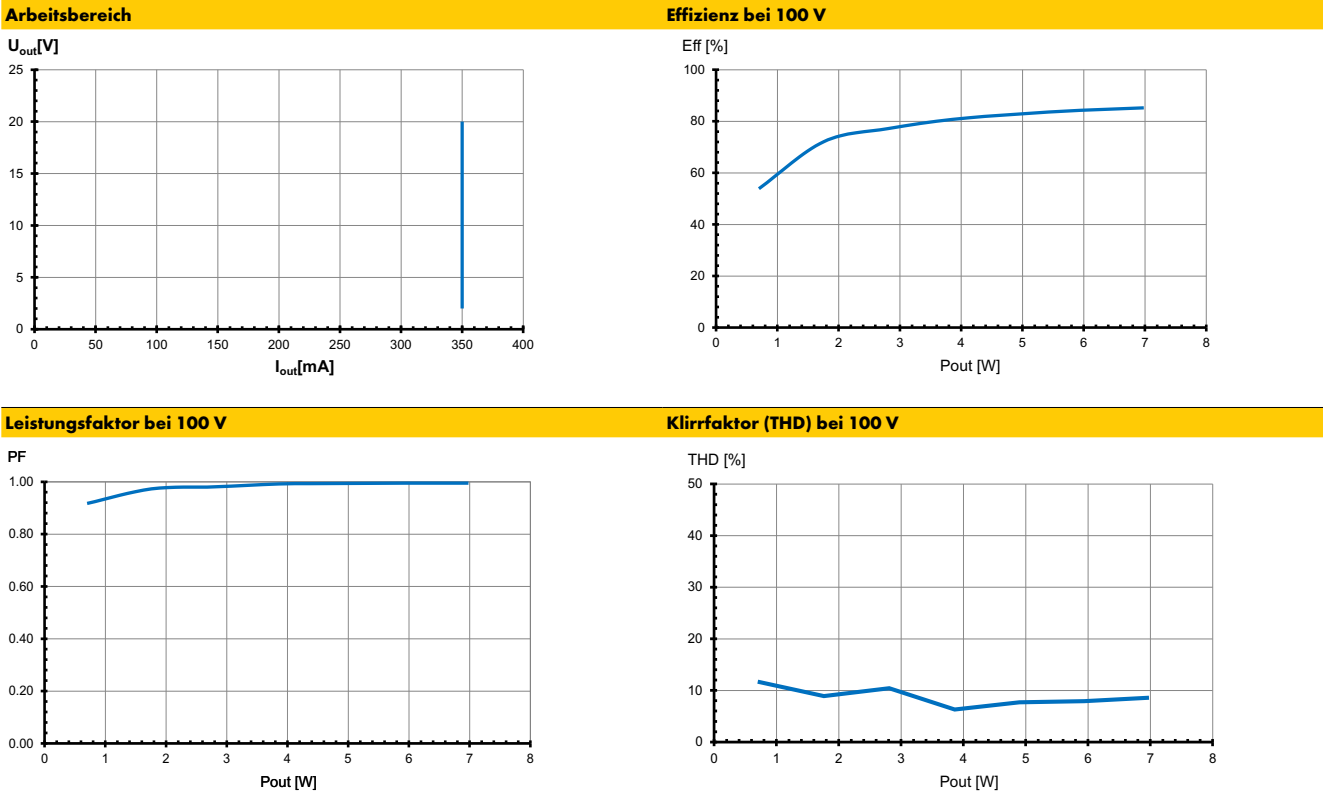 Arbeitsbereich
Uout[V]
25
20
15
10
5
0
0 50 100 150 200 250 300 350 400
Iout[mA]
Effizienz bei 100 V
Eff [%]
100
80
60
40
20
0
0 1 2 3 4 5 6 7 8
Pout [W]
Leistungsfaktor bei 100 V
PF
1.00
0.80
0.60
0.40
0.20
0.00
0 1 2 3 4 5 6 7 8
Pout [W]
Klirrfaktor (THD) bei 100 V
THD [%]
50
40
30
20
10
0
0 1 2 3 4 5 6 7 8
Pout [W]